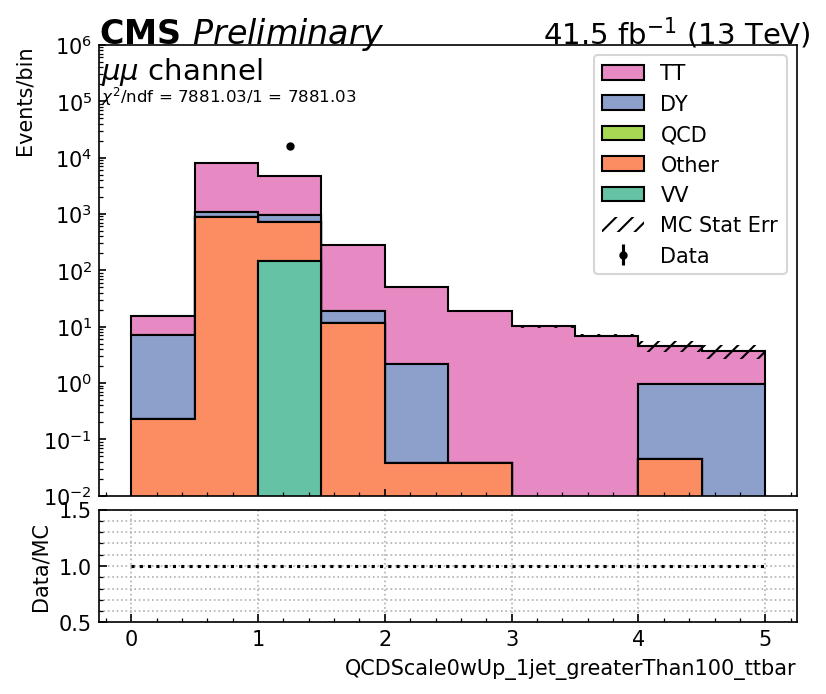 CMS Preliminary 41.5 fb⁻¹ (13 TeV)
μμ channel
χ²/ndf = 7881.03/1 = 7881.03
Events/bin
10⁶
10⁵
10⁴
10³
10²
10¹
10⁰
10⁻¹
10⁻²
TT
DY
QCD
Other
VV
MC Stat Err
Data
Data/MC
1.5
1.0
0.5
0 1 2 3 4 5
QCDScale0wUp_1jet_greaterThan100_ttbar